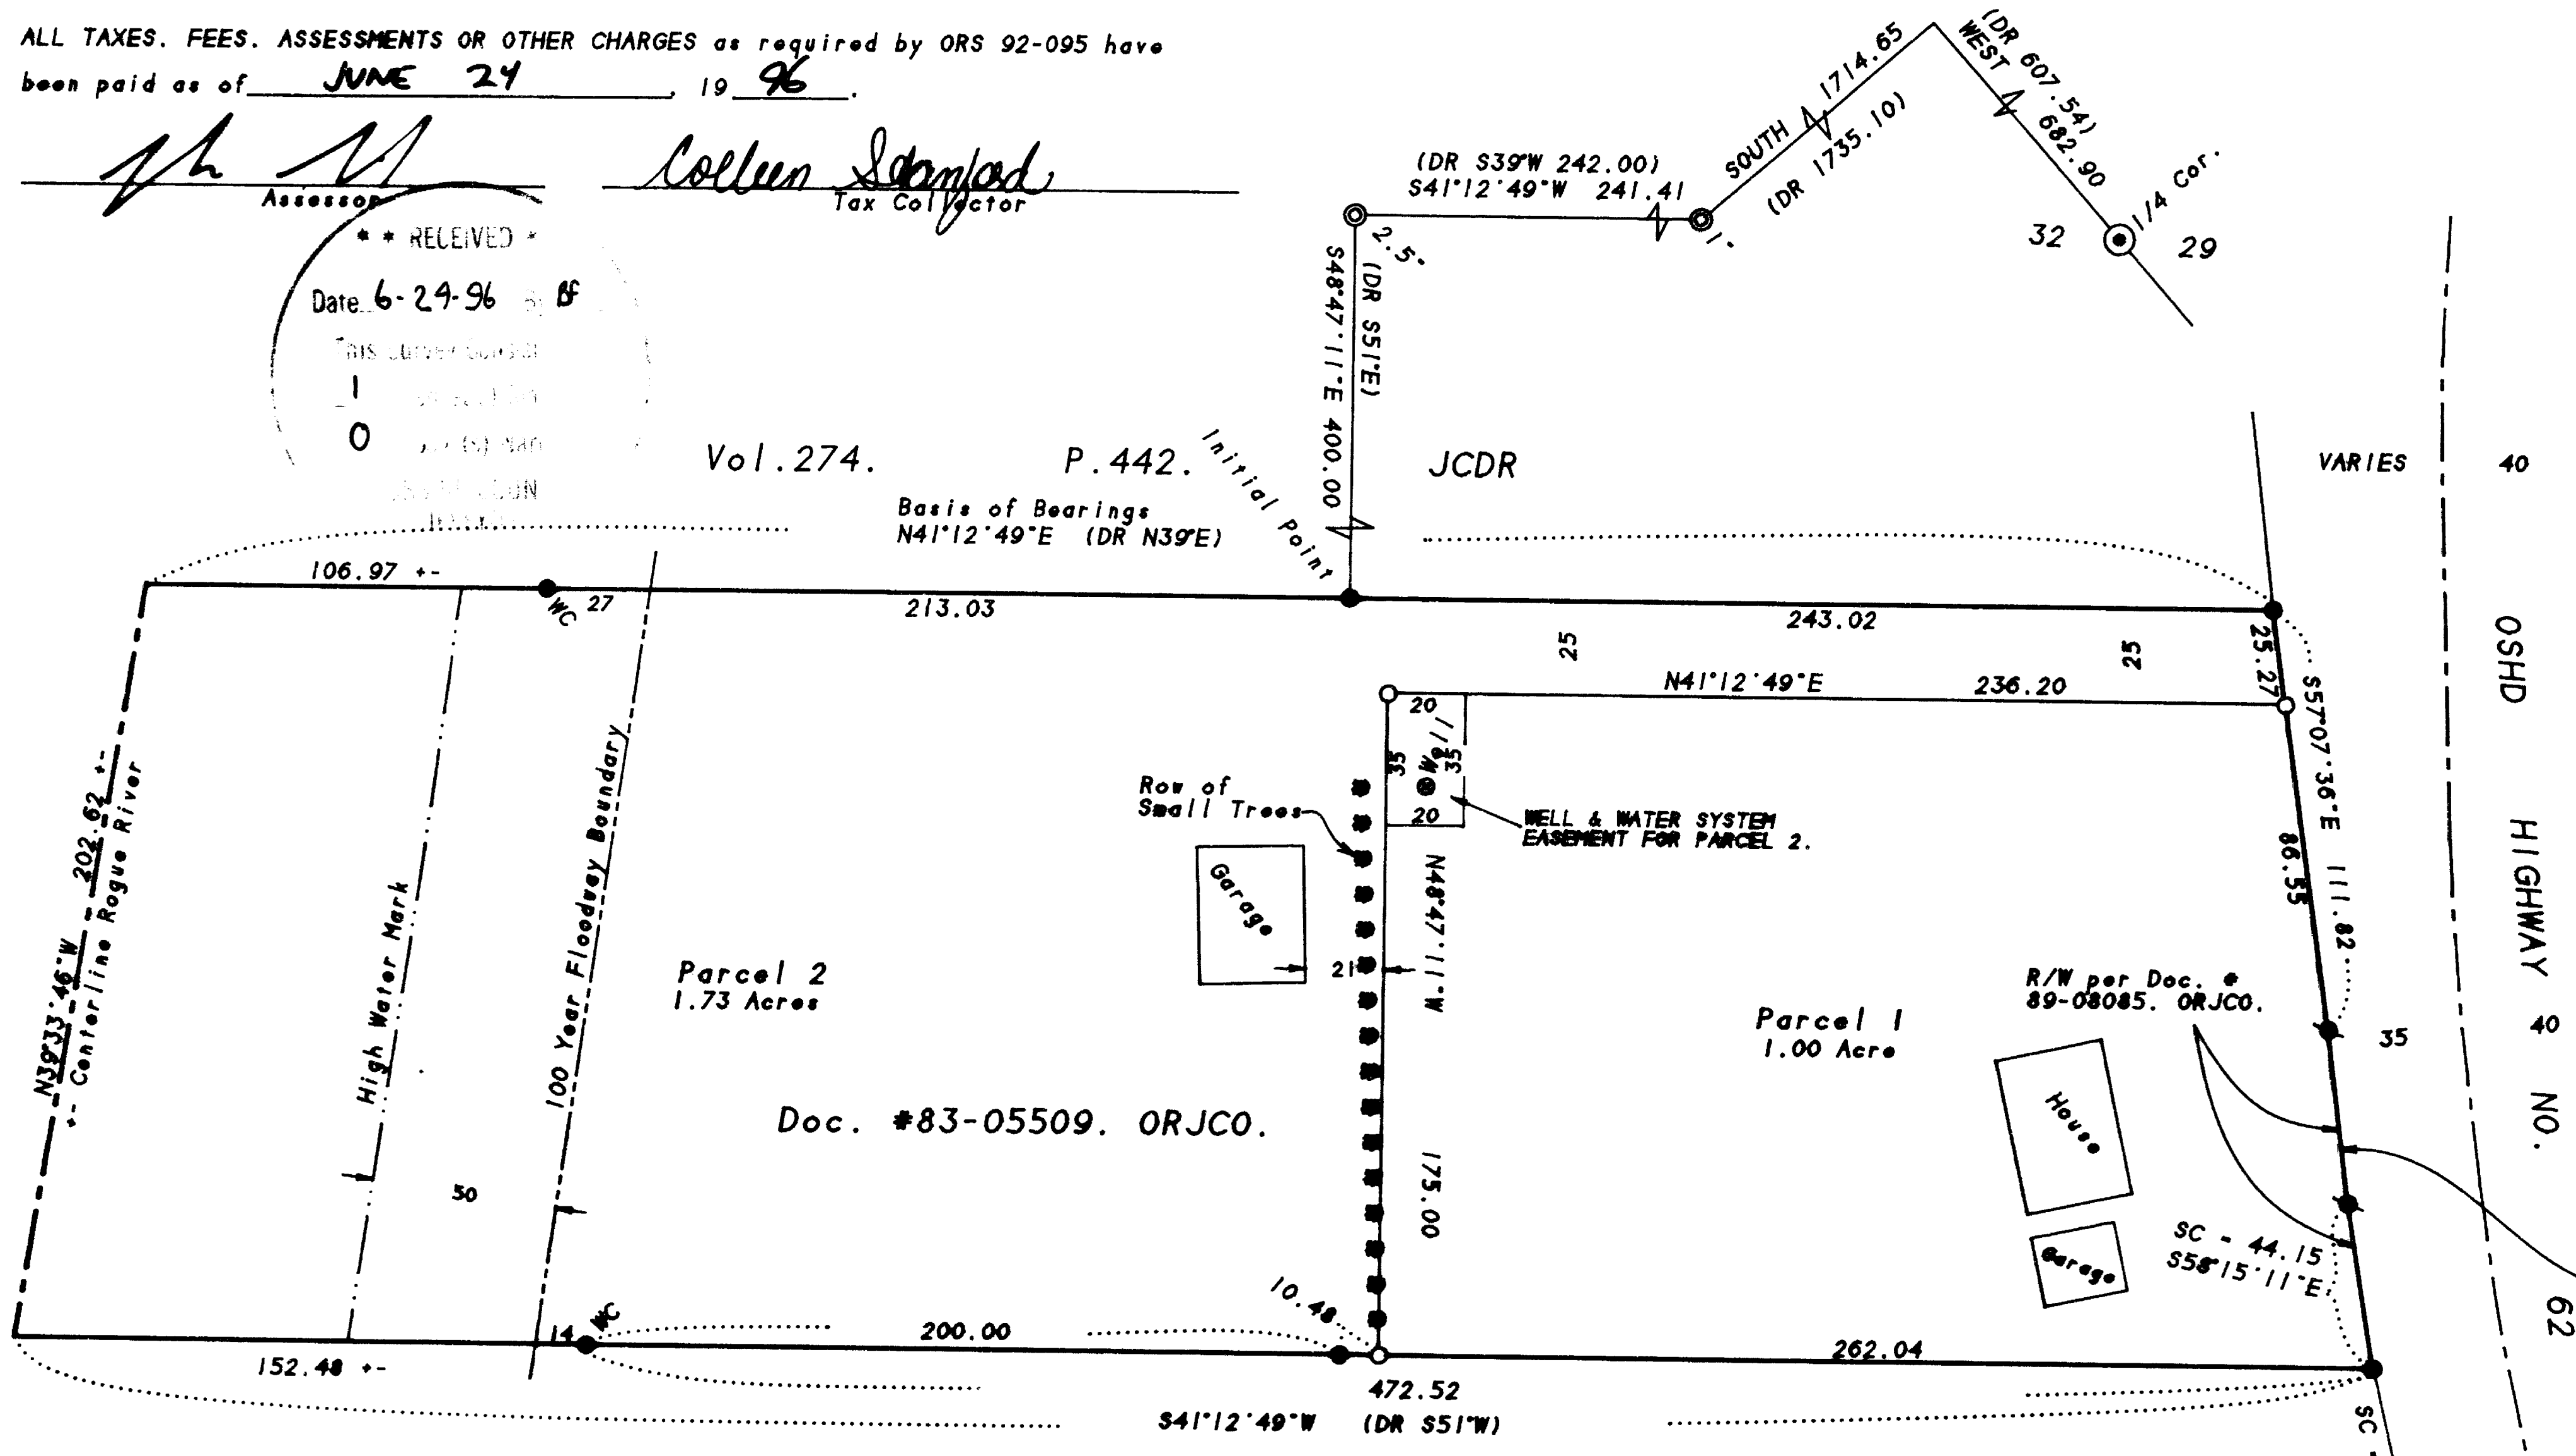 ALL TAXES. FEES. ASSESSMENTS OR OTHER CHARGES as required by ORS 92-095 have
been paid as of JUNE 24, 19 96.
Colleen Stanford
Assessor
Tax Collector
* * RECEIVED *
Date 6-24-96 By BF
This survey consist
1
0
(DR 607.54)
WEST 682.90
SOUTH 1714.65
(DR 1735.10)
(DR S39°W 242.00)
S41°12'49"W 241.41
1"
2.5"
1/4 Cor.
32
29
(DR S51°E)
S48°47'11"E 400.00
Initial Point
Vol.274. P.442. JCDR
Basis of Bearings
N41°12'49"E (DR N39°E)
VARIES
40
106.97 +-
WC
27
213.03
243.02
25
25
25.27
N41°12'49"E 236.20
S57°07'36"E 111.82
86.55
OSHD HIGHWAY NO. 62
20
35
35
W
20
WELL & WATER SYSTEM
EASEMENT FOR PARCEL 2.
Row of
Small Trees
Garage
21
N48°47'11"W 175.00
N39°33'46"W 202.62 +-
+- Centerline Rogue River
High Water Mark
100 Year Floodway Boundary
50
Parcel 2
1.73 Acres
Doc. #83-05509. ORJCO.
Parcel 1
1.00 Acre
R/W per Doc. #
89-08085. ORJCO.
35
40
House
Garage
SC - 44.15
S58°15'11"E
10.48
14
WC
200.00
262.04
152.48 +-
472.52
S41°12'49"W (DR S51°W)
SC